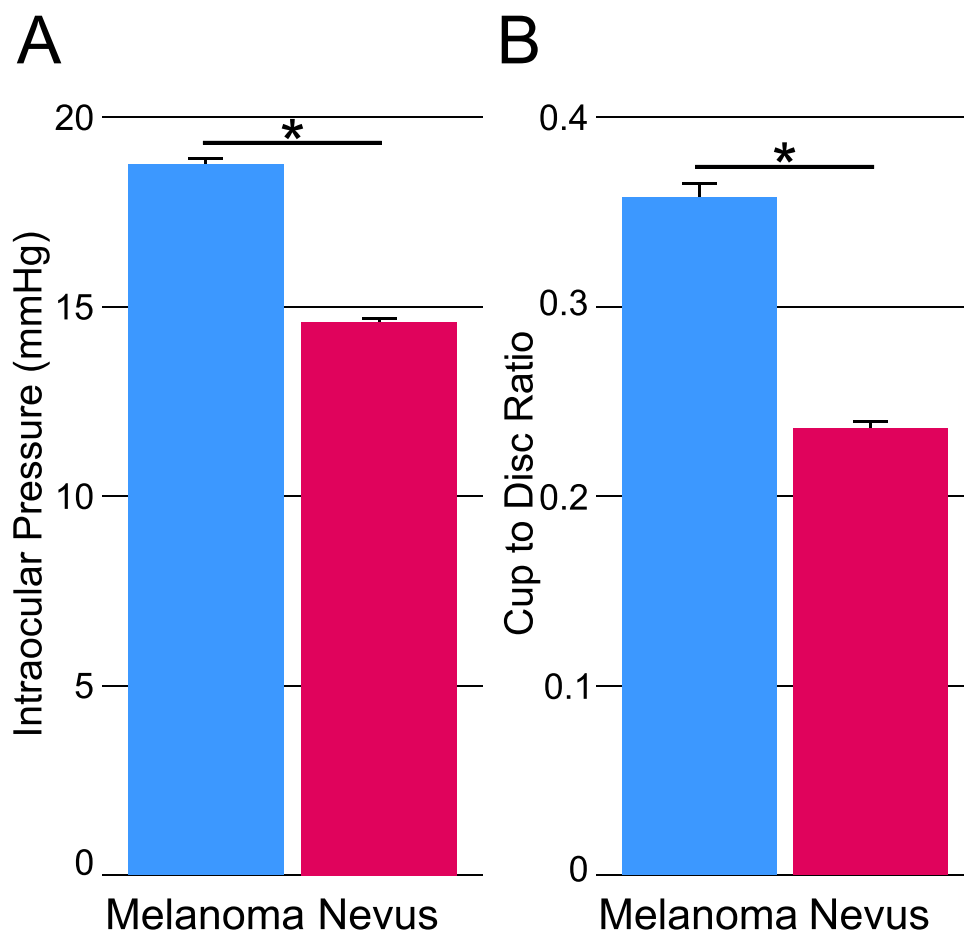 A
Intraocular Pressure (mmHg)
20
15
10
5
0
*
Melanoma Nevus
B
Cup to Disc Ratio
0.4
0.3
0.2
0.1
0
*
Melanoma Nevus